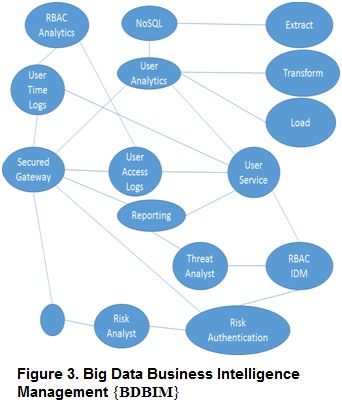 RBAC
Analytics
NoSQL
Extract
User
Time
Logs
User
Analytics
Transform
Load
Secured
Gateway
User
Access
Logs
User
Service
Reporting
Threat
Analyst
RBAC
IDM
Risk
Analyst
Risk
Authentication
Figure 3. Big Data Business Intelligence
Management {BDBIM}